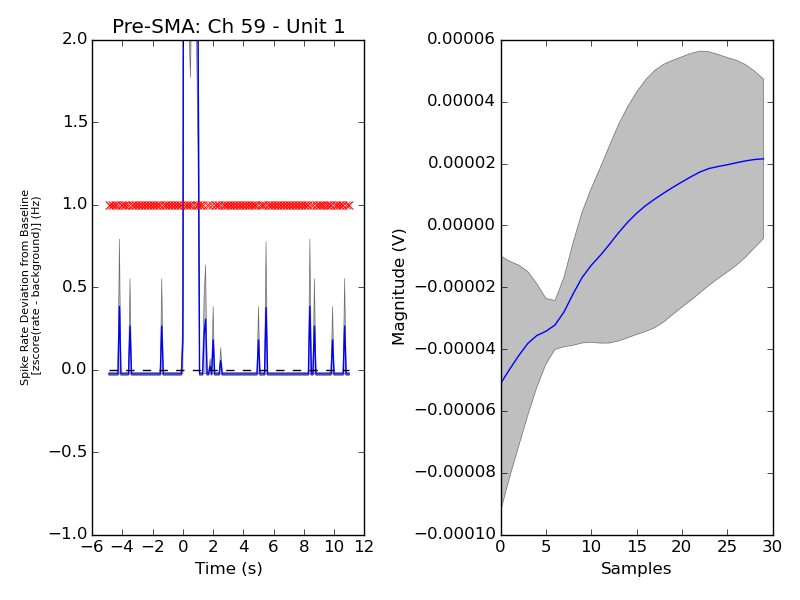 Pre-SMA: Ch 59 - Unit 1
2.0
1.5
1.0
0.5
0.0
−0.5
−1.0
Spike Rate Deviation from Baseline
[zscore(rate - background)] (Hz)
−6 −4 −2 0 2 4 6 8 10 12
Time (s)
0.00006
0.00004
0.00002
0.00000
−0.00002
−0.00004
−0.00006
−0.00008
−0.00010
Magnitude (V)
0 5 10 15 20 25 30
Samples